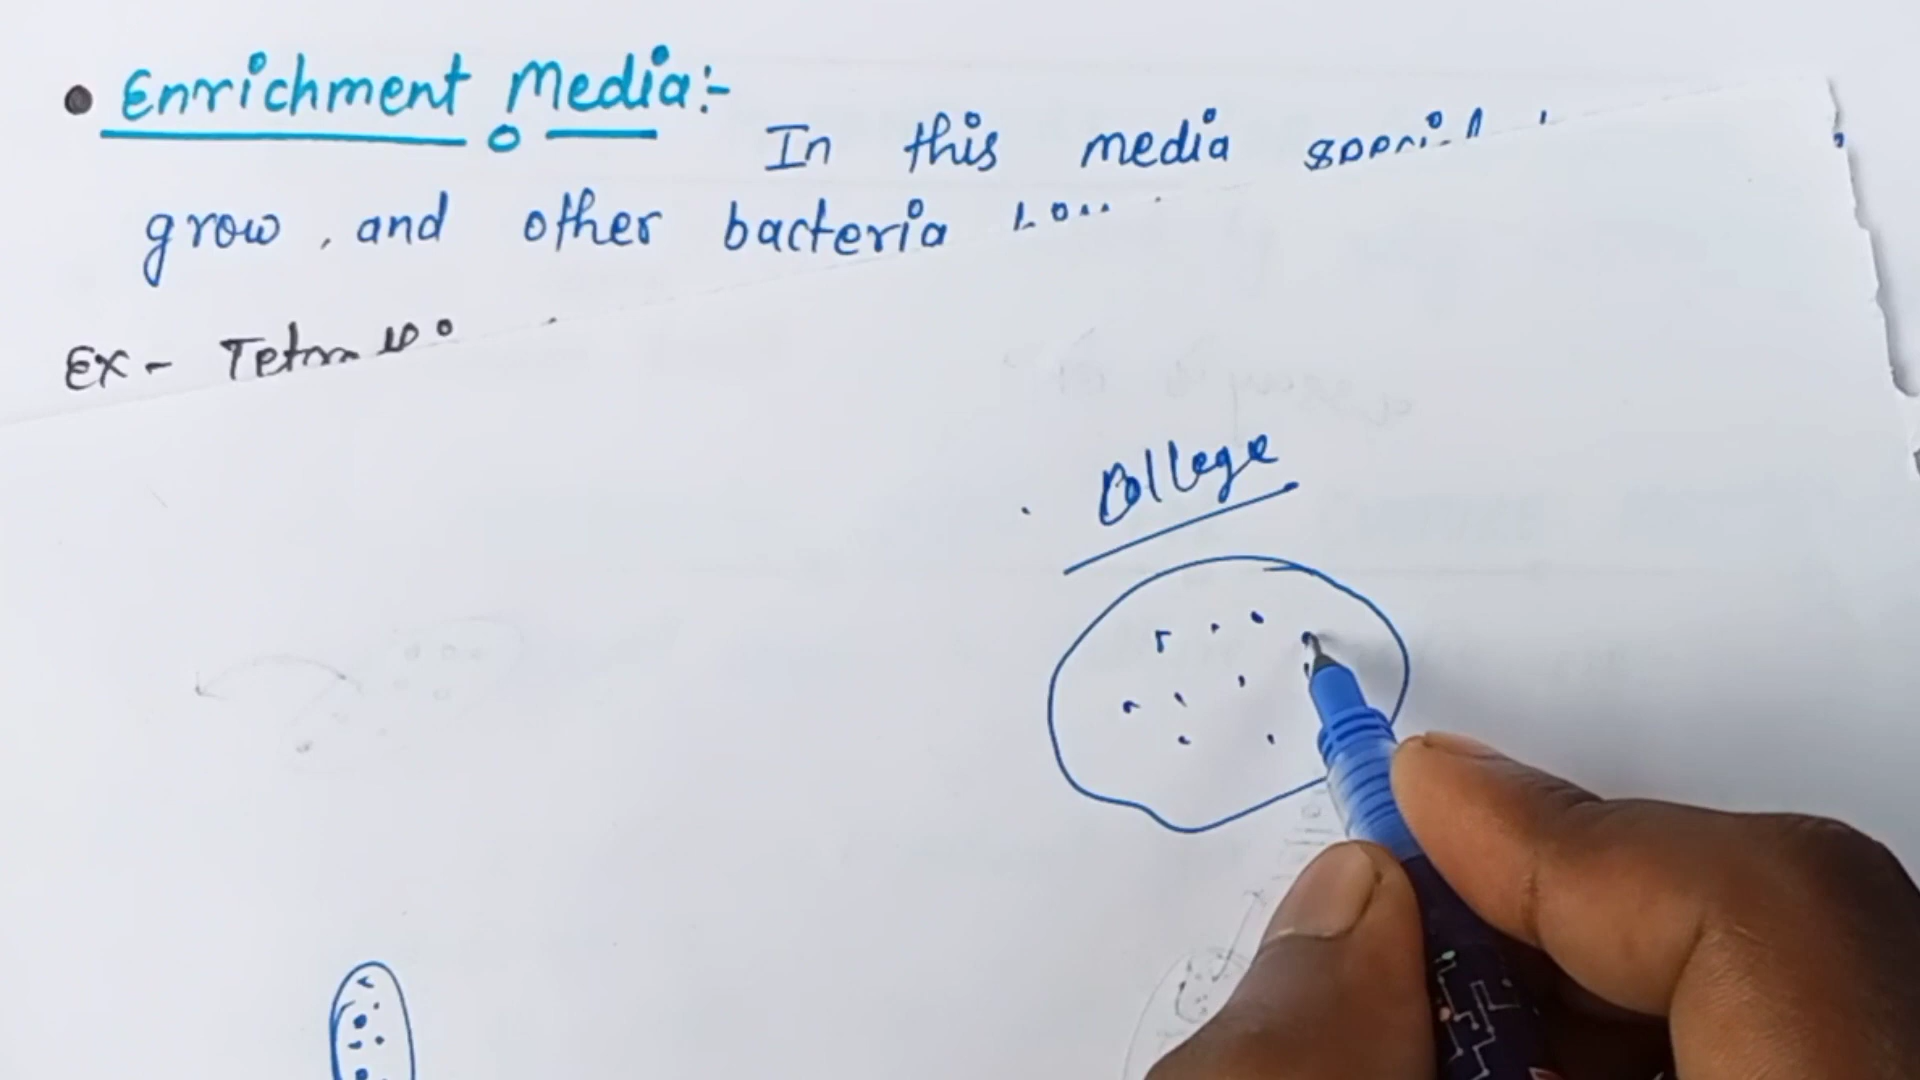 • Enrichment Media:-
In this media
grow, and other bacteria
Ex -
College